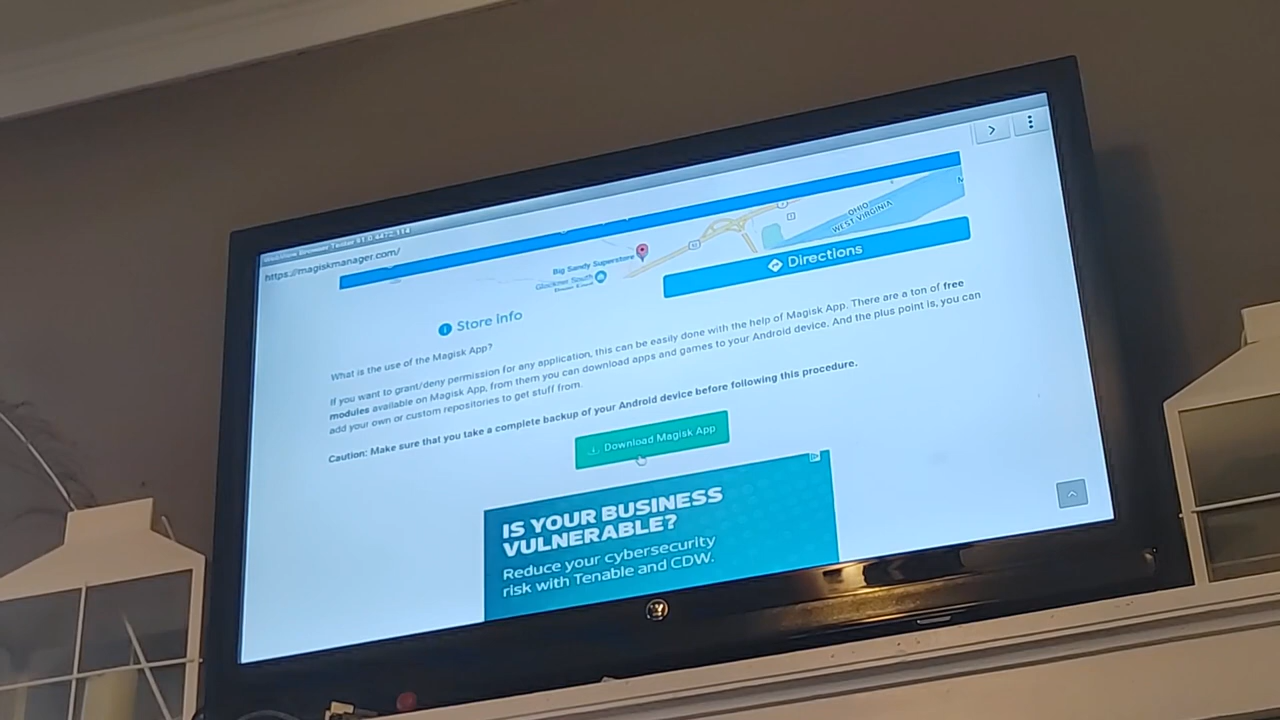 https://magiskmanager.com/
OHIO
WEST VIRGINIA
Big Sandy Superstore
Glockner South
Directions
Store info
What is the use of the Magisk App?
If you want to grant/deny permission for any application, this can be easily done with the help of Magisk App. There are a ton of free
modules available on Magisk App, from them you can download apps and games to your Android device. And the plus point is, you can
add your own or custom repositories to get stuff from.
Caution: Make sure that you take a complete backup of your Android device before following this procedure.
Download Magisk App
IS YOUR BUSINESS
VULNERABLE?
Reduce your cybersecurity
risk with Tenable and CDW.